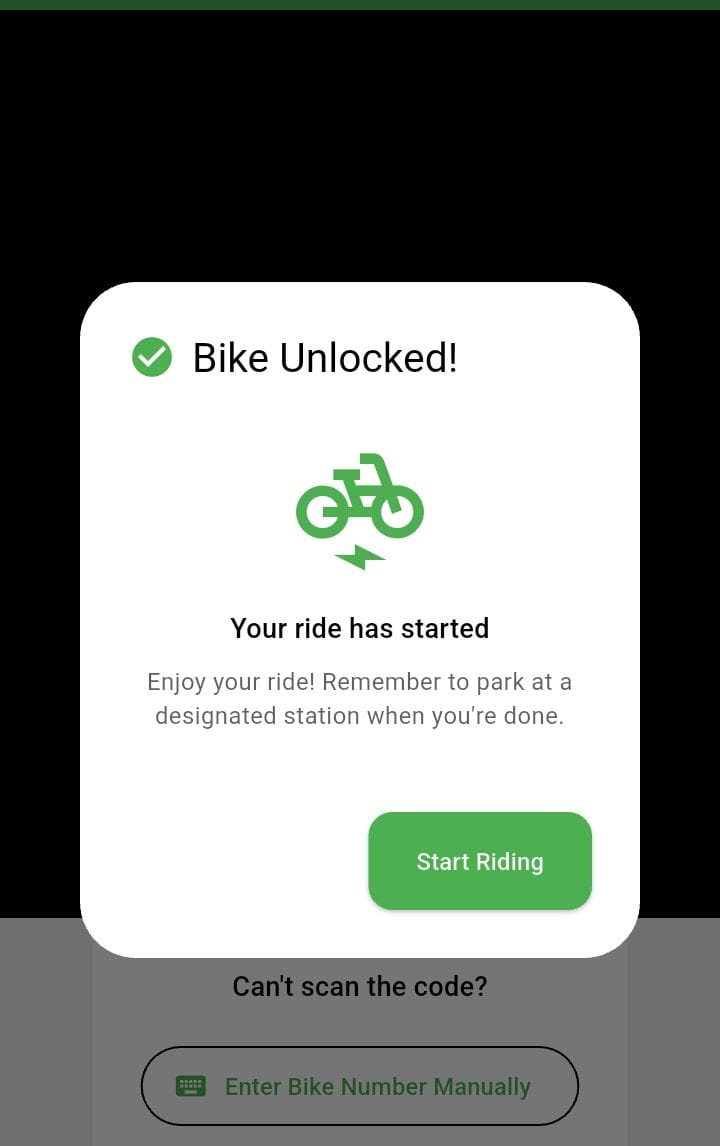 Bike Unlocked!
Your ride has started
Enjoy your ride! Remember to park at a
designated station when you're done.
Start Riding
Can't scan the code?
Enter Bike Number Manually